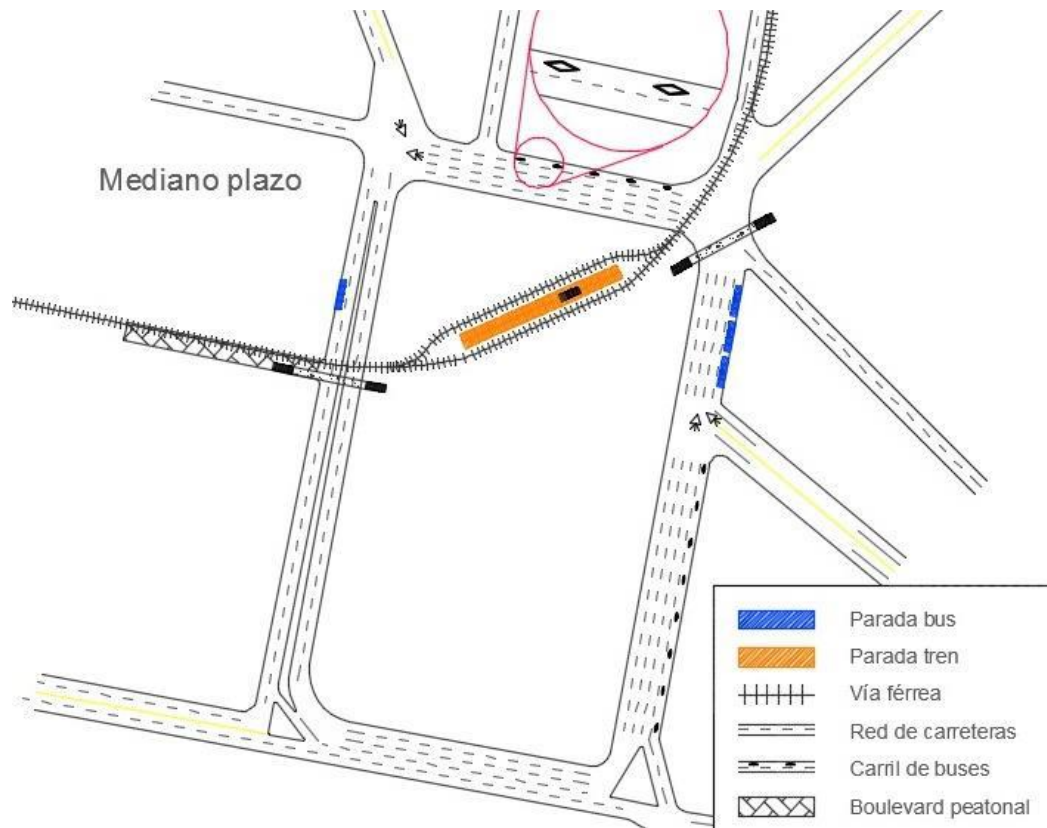 Mediano plazo
Parada bus
Parada tren
Vía férrea
Red de carreteras
Carril de buses
Boulevard peatonal